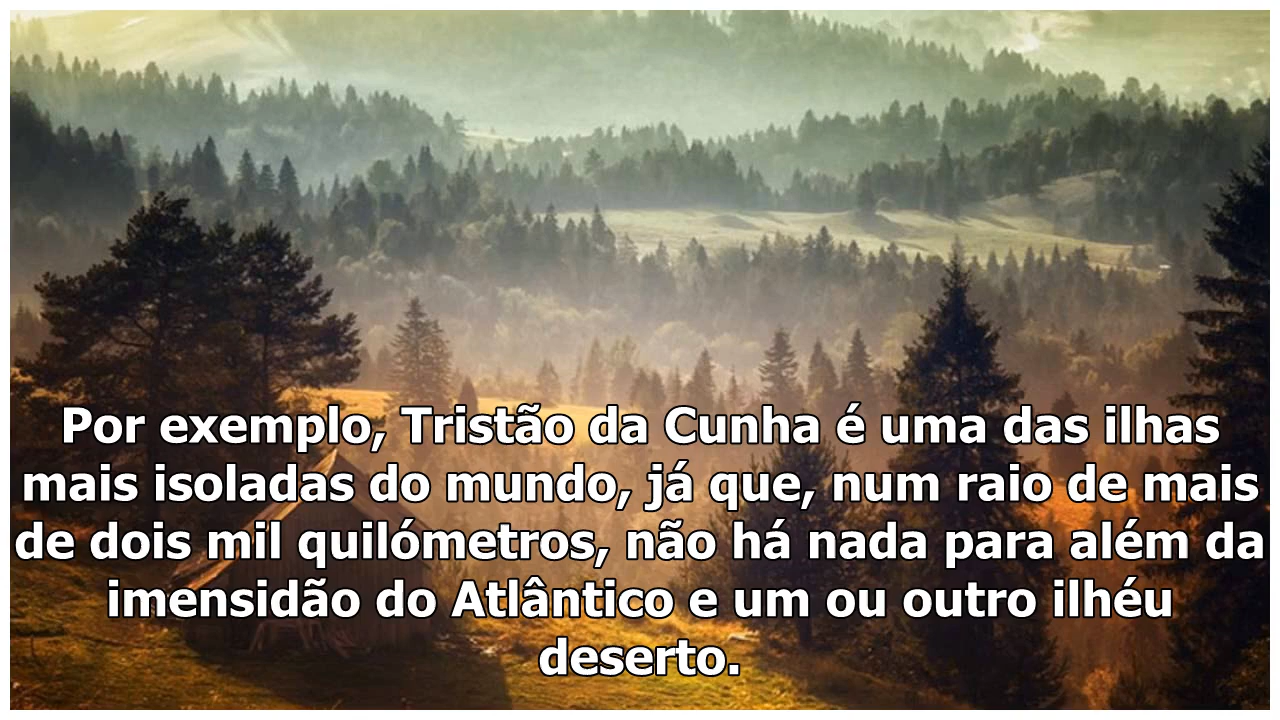 Por exemplo, Tristão da Cunha é uma das ilhas
mais isoladas do mundo, já que, num raio de mais
de dois mil quilómetros, não há nada para além da
imensidão do Atlântico e um ou outro ilhéu
deserto.